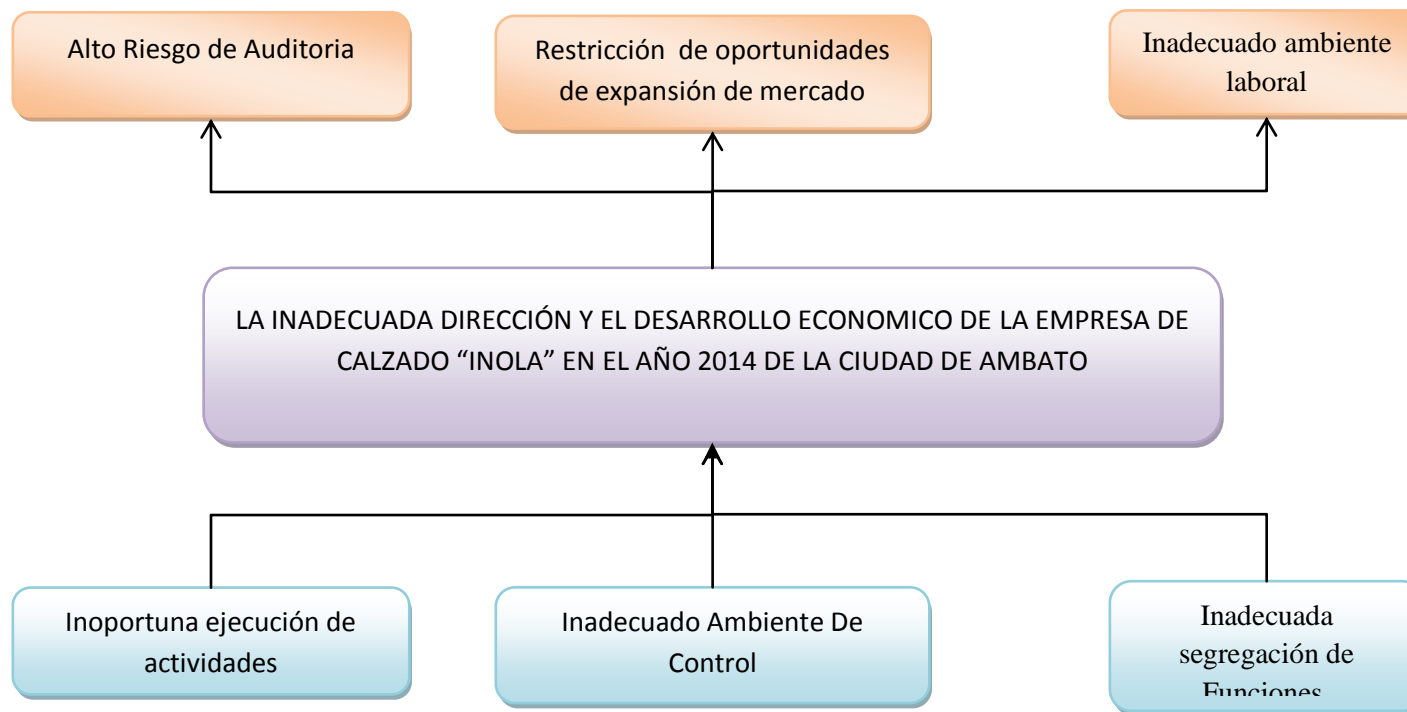 Alto Riesgo de Auditoria
Restricción de oportunidades
de expansión de mercado
Inadecuado ambiente
laboral
LA INADECUADA DIRECCIÓN Y EL DESARROLLO ECONOMICO DE LA EMPRESA DE
CALZADO “INOLA” EN EL AÑO 2014 DE LA CIUDAD DE AMBATO
Inoportuna ejecución de
actividades
Inadecuado Ambiente De
Control
Inadecuada
segregación de
Funciones